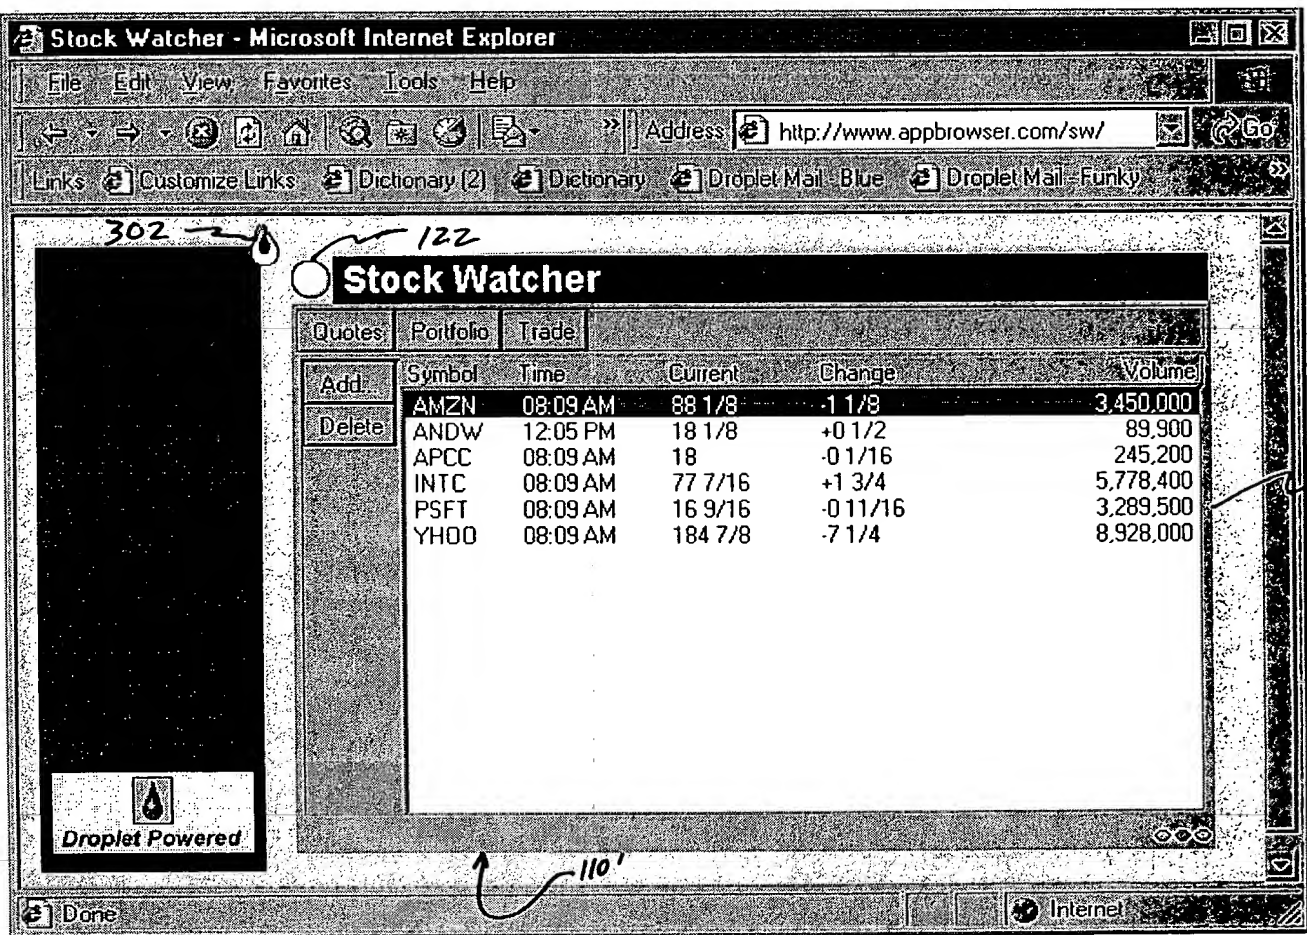 Stock Watcher - Microsoft Internet Explorer
File Edit View Favorites Tools Help
» Address http://www.appbrowser.com/sw/ Go
Links Customize Links Dictionary (2) Dictionary Droplet Mail - Blue Droplet Mail - Funky »
302 122
Stock Watcher
Quotes Portfolio Trade
Add... Symbol Time Current Change Volume
AMZN 08:09 AM 88 1/8 -1 1/8 3,450,000
Delete ANDW 12:05 PM 18 1/8 +0 1/2 89,900
APCC 08:09 AM 18 -0 1/16 245,200
INTC 08:09 AM 77 7/16 +1 3/4 5,778,400
PSFT 08:09 AM 16 9/16 -0 11/16 3,289,500
YHOO 08:09 AM 184 7/8 -7 1/4 8,928,000
Droplet Powered
110'
Done Internet